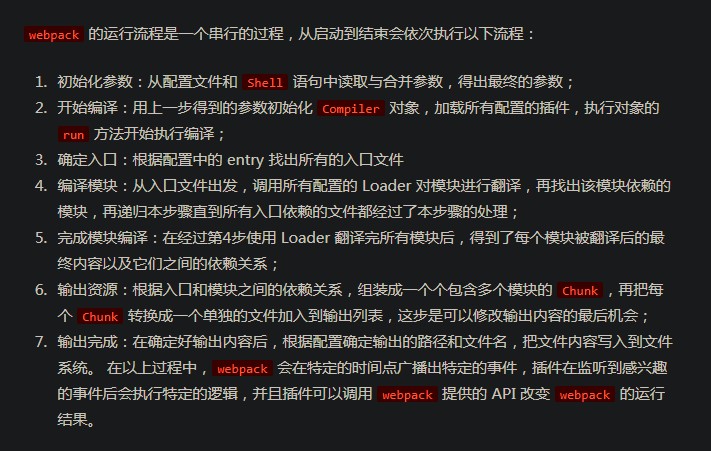 webpack 的运行流程是一个串行的过程，从启动到结束会依次执行以下流程：
1. 初始化参数：从配置文件和 Shell 语句中读取与合并参数，得出最终的参数；
2. 开始编译：用上一步得到的参数初始化 Compiler 对象，加载所有配置的插件，执行对象的
run 方法开始执行编译；
3. 确定入口：根据配置中的 entry 找出所有的入口文件
4. 编译模块：从入口文件出发，调用所有配置的 Loader 对模块进行翻译，再找出该模块依赖的
模块，再递归本步骤直到所有入口依赖的文件都经过了本步骤的处理；
5. 完成模块编译：在经过第4步使用 Loader 翻译完所有模块后，得到了每个模块被翻译后的最
终内容以及它们之间的依赖关系；
6. 输出资源：根据入口和模块之间的依赖关系，组装成一个个包含多个模块的 Chunk，再把每
个 Chunk 转换成一个单独的文件加入到输出列表，这步是可以修改输出内容的最后机会；
7. 输出完成：在确定好输出内容后，根据配置确定输出的路径和文件名，把文件内容写入到文件
系统。 在以上过程中，webpack 会在特定的时间点广播出特定的事件，插件在监听到感兴趣
的事件后会执行特定的逻辑，并且插件可以调用 webpack 提供的 API 改变 webpack 的运行
结果。